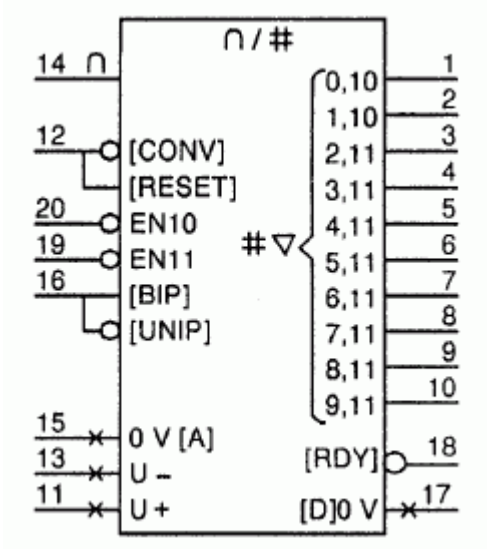 ∩/#
14 ∩ 0,10 1
1,10 2
12 [CONV] 2,11 3
[RESET] 3,11 4
20 EN10 #▽ 4,11 5
19 EN11 5,11 6
16 [BIP] 6,11 7
[UNIP] 7,11 8
8,11 9
9,11 10
15 0 V [A]
13 U – [RDY] 18
11 U + [D]0 V 17